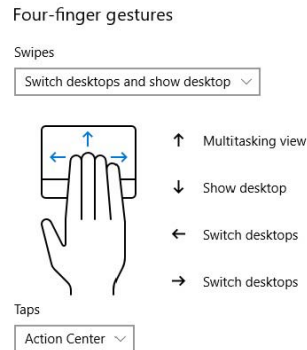 Four-finger gestures
Swipes
Switch desktops and show desktop
Multitasking view
Show desktop
Switch desktops
Switch desktops
Taps
Action Center